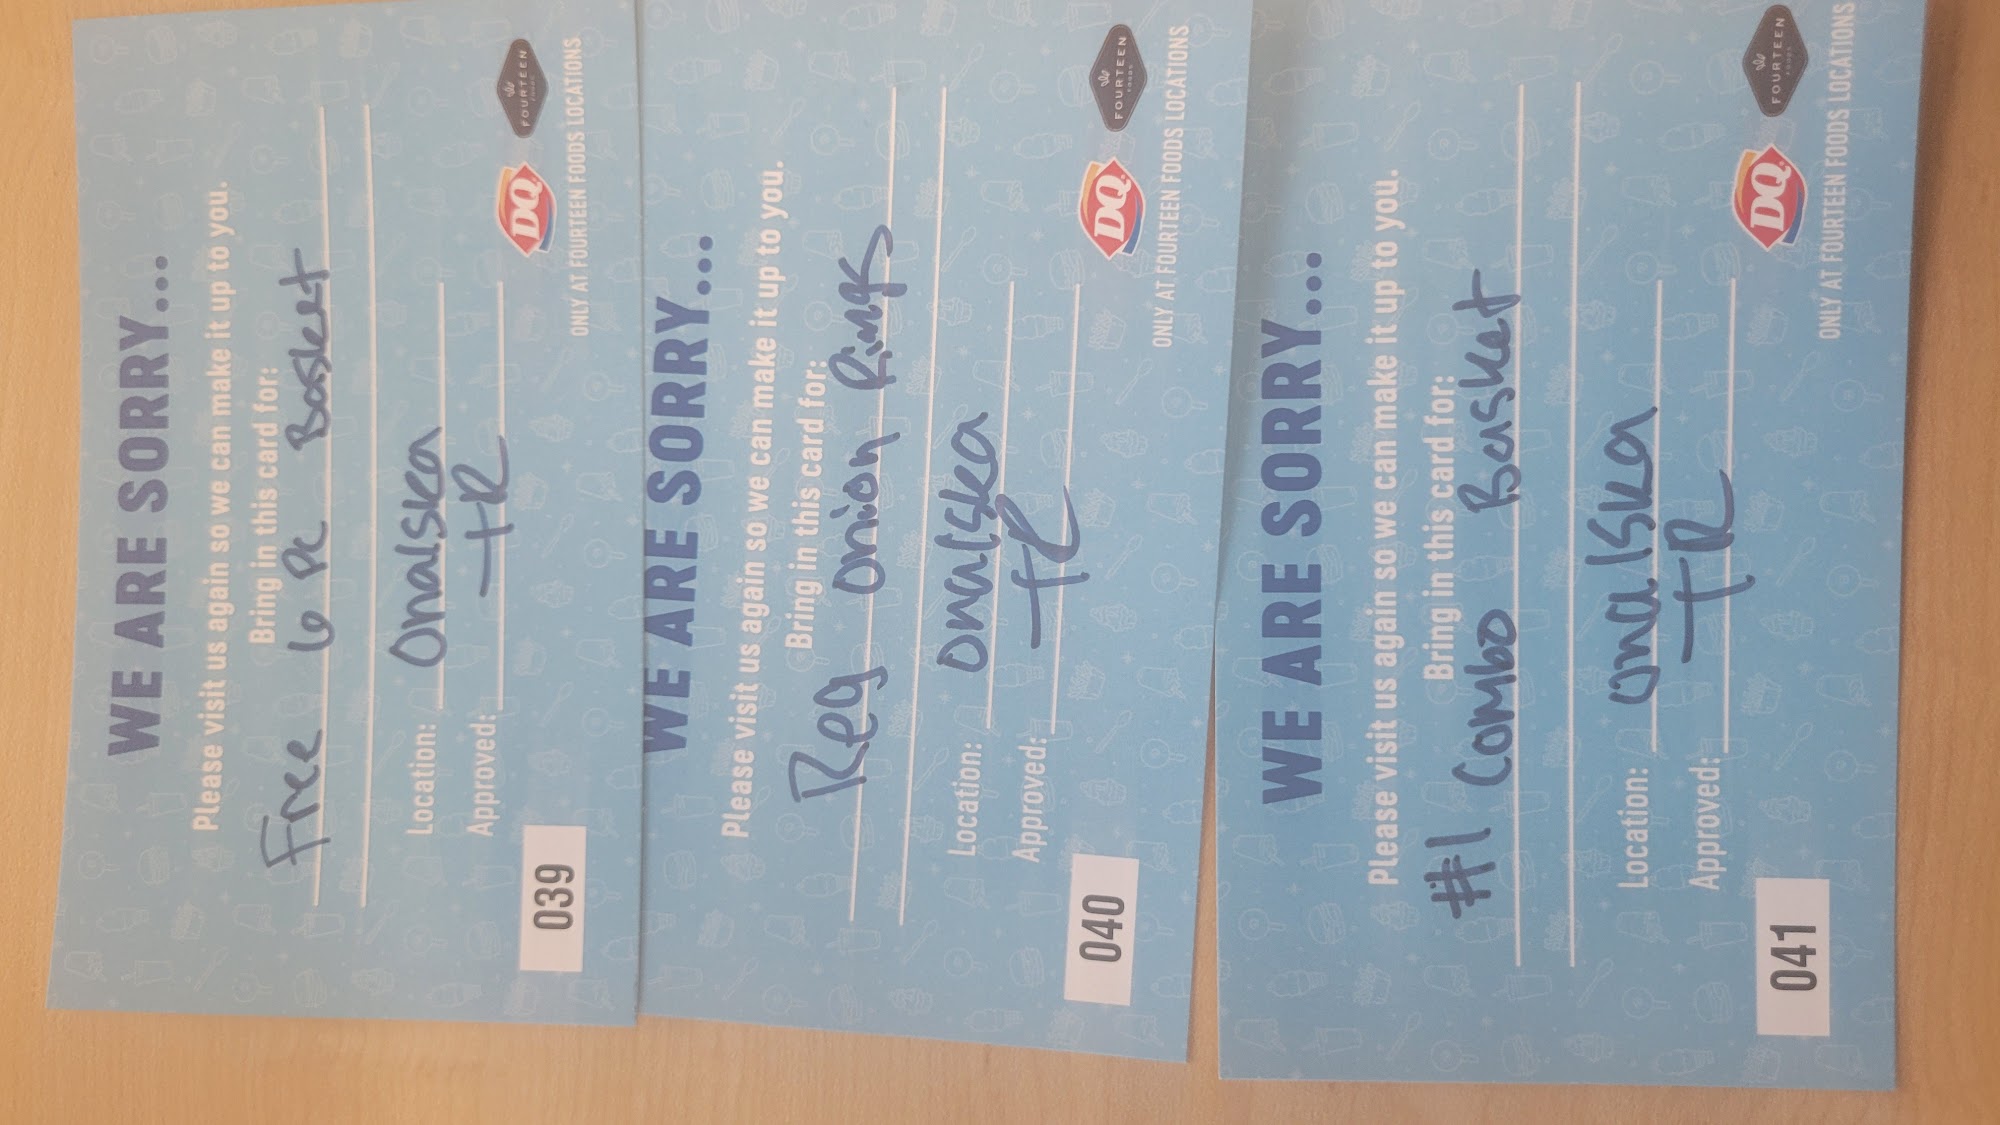 WE ARE SORRY...
Please visit us again so we can make it up to you.
Bring in this card for:
Free 6 Pc Basket
Location: Onalska
Approved: TR
039
DQ
FOURTEEN
FOODS
ONLY AT FOURTEEN FOODS LOCATIONS
WE ARE SORRY...
Please visit us again so we can make it up to you.
Bring in this card for:
Reg Onion Rings
Location: Onalska
Approved: TR
040
DQ
FOURTEEN
FOODS
ONLY AT FOURTEEN FOODS LOCATIONS
WE ARE SORRY...
Please visit us again so we can make it up to you.
Bring in this card for:
#1 Combo Basket
Location: Onalska
Approved: TR
041
DQ
FOURTEEN
FOODS
ONLY AT FOURTEEN FOODS LOCATIONS